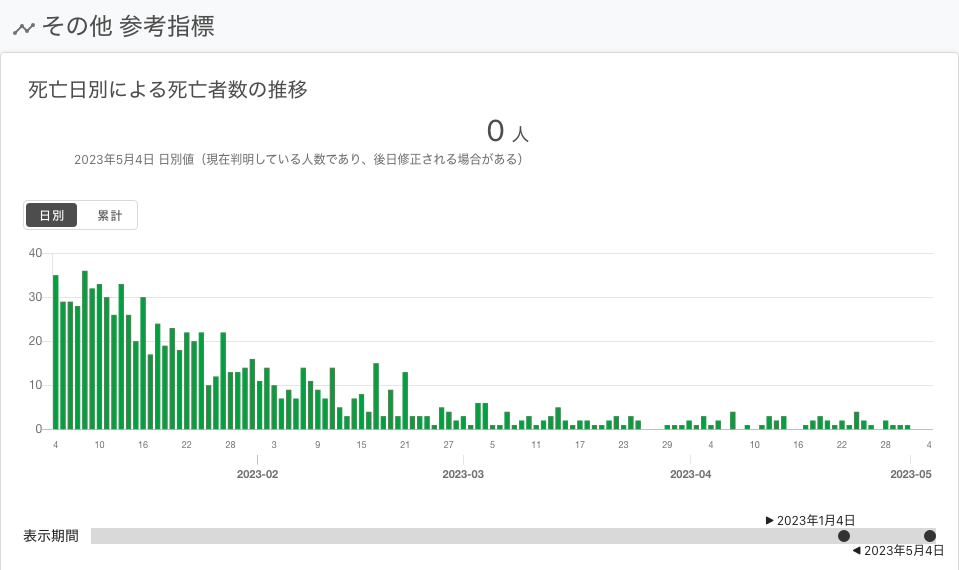 その他 参考指標
死亡日別による死亡者数の推移
0 人
2023年5月4日 日別値（現在判明している人数であり、後日修正される場合がある）
日別 累計
40
30
20
10
0
4 10 16 22 28 3 9 15 21 27 5 11 17 23 29 4 10 16 22 28 4
2023-02 2023-03 2023-04 2023-05
▶ 2023年1月4日
表示期間
◀ 2023年5月4日